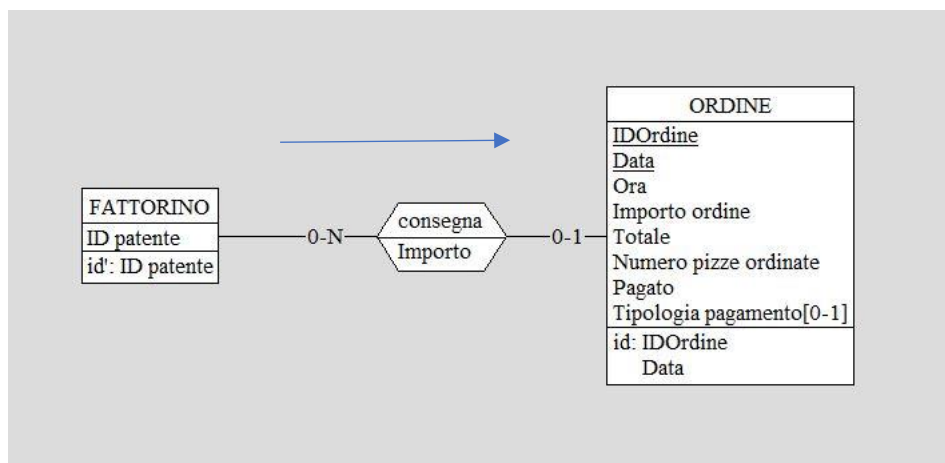 FATTORINO
ID patente
id': ID patente
0-N
consegna
Importo
0-1
ORDINE
IDOrdine
Data
Ora
Importo ordine
Totale
Numero pizze ordinate
Pagato
Tipologia pagamento[0-1]
id: IDOrdine
Data